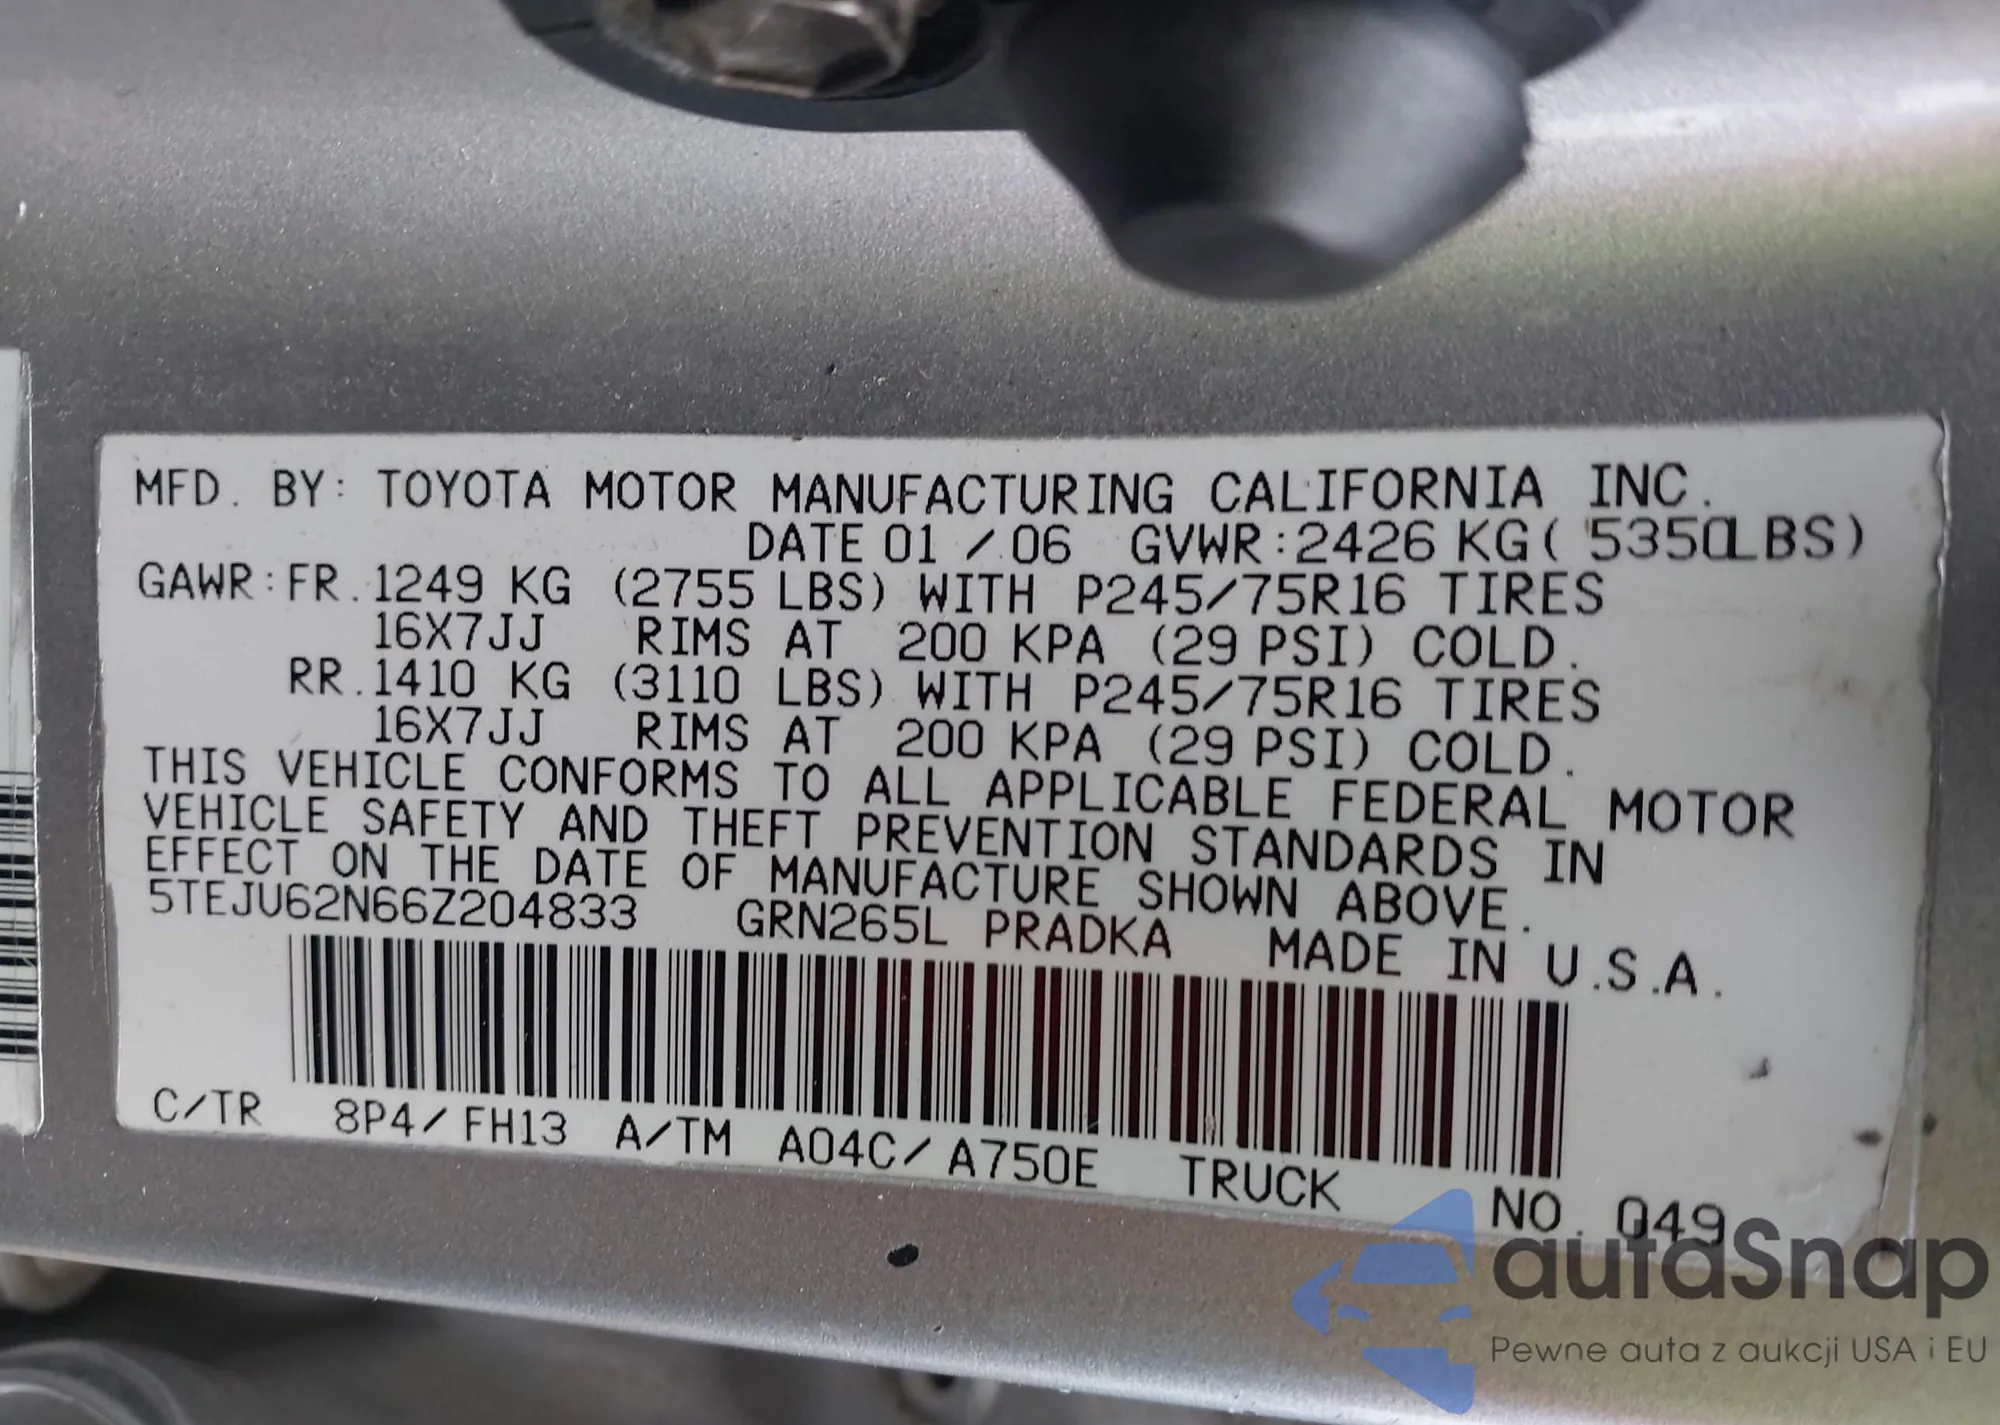 MFD. BY: TOYOTA MOTOR MANUFACTURING CALIFORNIA INC.
DATE 01 / 06 GVWR:2426 KG( 5350LBS)
GAWR:FR.1249 KG (2755 LBS) WITH P245/75R16 TIRES
16X7JJ RIMS AT 200 KPA (29 PSI) COLD.
RR.1410 KG (3110 LBS) WITH P245/75R16 TIRES
16X7JJ RIMS AT 200 KPA (29 PSI) COLD.
THIS VEHICLE CONFORMS TO ALL APPLICABLE FEDERAL MOTOR
VEHICLE SAFETY AND THEFT PREVENTION STANDARDS IN
EFFECT ON THE DATE OF MANUFACTURE SHOWN ABOVE.
5TEJU62N66Z204833 GRN265L PRADKA MADE IN U.S.A.
C/TR 8P4/FH13 A/TM A04C/A750E TRUCK NO. 049
autaSnap
Pewne auta z aukcji USA i EU